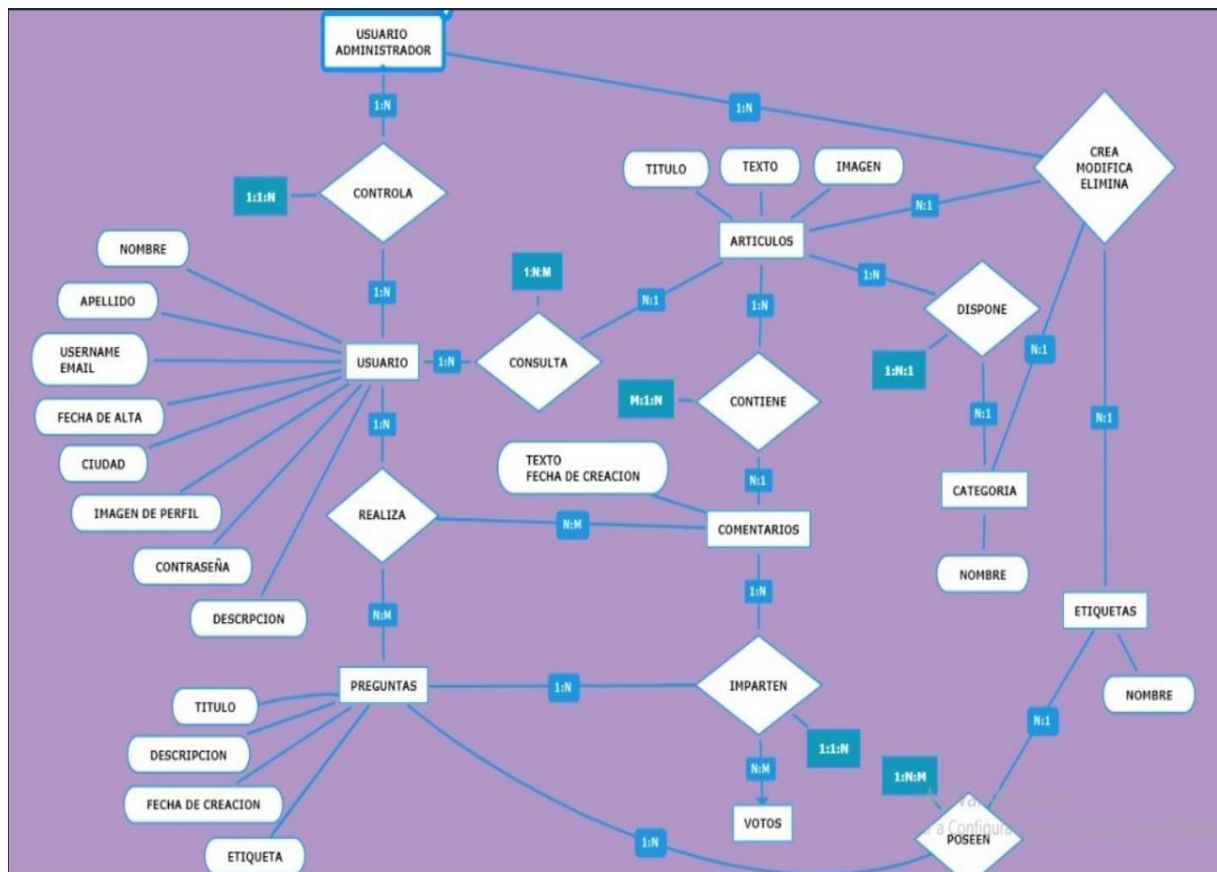 USUARIO
ADMINISTRADOR
1:N
1:N
CREA
MODIFICA
ELIMINA
TITULO
TEXTO
IMAGEN
1:1:N
CONTROLA
N:1
ARTICULOS
NOMBRE
1:N:M
1:N
APELLIDO
1:N
N:1
1:N
DISPONE
USERNAME
EMAIL
USUARIO
1:N
CONSULTA
1:N:1
N:1
M:1:N
CONTIENE
FECHA DE ALTA
1:N
N:1
N:1
CIUDAD
TEXTO
FECHA DE CREACION
N:1
CATEGORIA
IMAGEN DE PERFIL
REALIZA
N:M
COMENTARIOS
CONTRASEÑA
NOMBRE
1:N
DESCRPCION
N:M
ETIQUETAS
PREGUNTAS
1:N
IMPARTEN
NOMBRE
TITULO
N:1
DESCRIPCION
1:1:N
N:M
1:N:M
FECHA DE CREACION
VOTOS
1:N
POSEEN
ETIQUETA